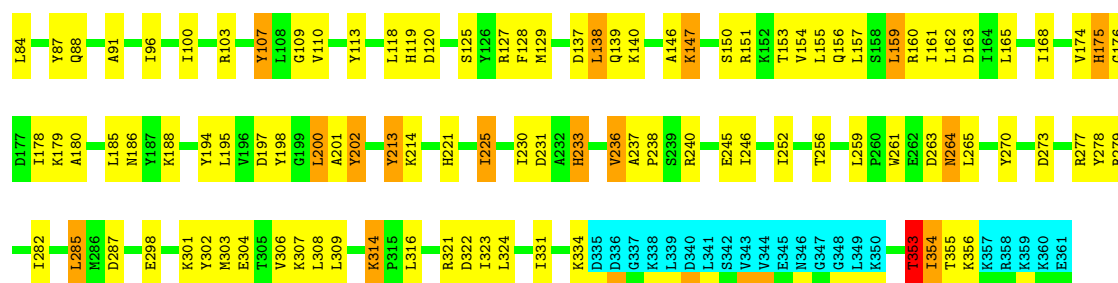 L84 Y87 Q88 A91 I96 I100 R103 Y107 L108 G109 V110 Y113 L118 H119 D120 S125 Y126 R127 F128 M129 D137 L138 Q139 K140 A146 K147 S150 R151 K152 T153 V154 L155 Q156 L157 S158 L159 R160 I161 L162 D163 I164 L165 I168 V174 H175 G176
D177 I178 K179 A180 L185 N186 Y187 K188 Y194 L195 V196 D197 Y198 G199 L200 A201 Y202 Y213 K214 H221 I225 I230 D231 A232 H233 V236 A237 P238 S239 R240 E245 I246 I252 T256 L259 P260 W261 E262 D263 N264 L265 Y270 D273 R277 Y278 R279
I282 L285 M286 D287 E298 K301 Y302 M303 E304 T305 V306 K307 L308 L309 K314 P315 L316 R321 D322 I323 L324 I331 K334 D335 D336 G337 K338 L339 D340 L341 S342 V343 V344 E345 N346 G347 G348 L349 K350 T353 I354 T355 K356 K357 R358 K359 K360 E361